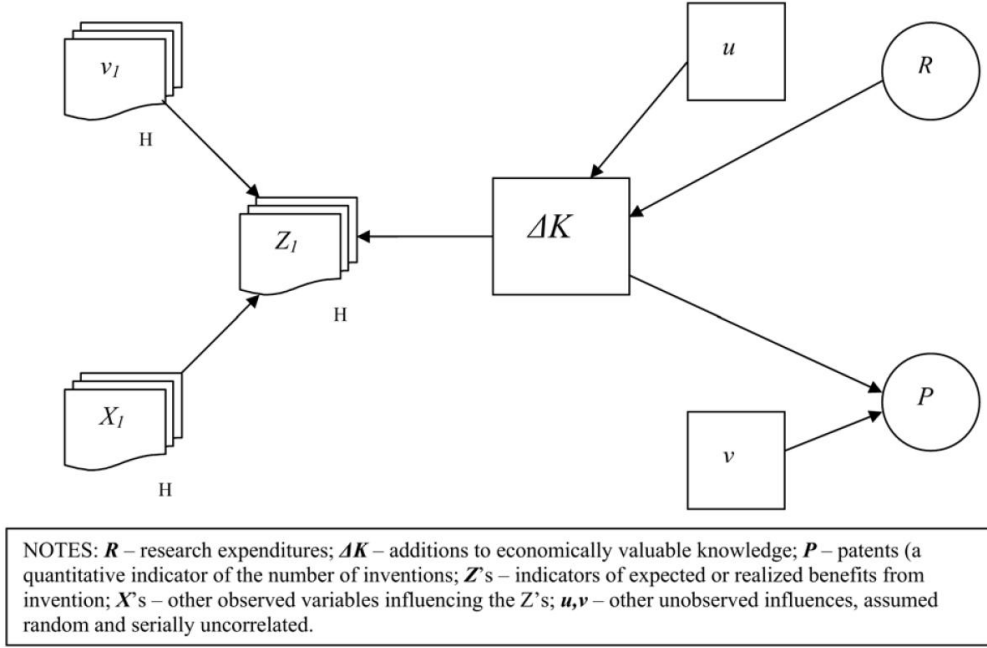 v1
u
R
H
Z1
ΔK
H
X1
P
v
H
NOTES: R – research expenditures; ΔK – additions to economically valuable knowledge; P – patents (a
quantitative indicator of the number of inventions; Z's – indicators of expected or realized benefits from
invention; X's – other observed variables influencing the Z's; u,v – other unobserved influences, assumed
random and serially uncorrelated.